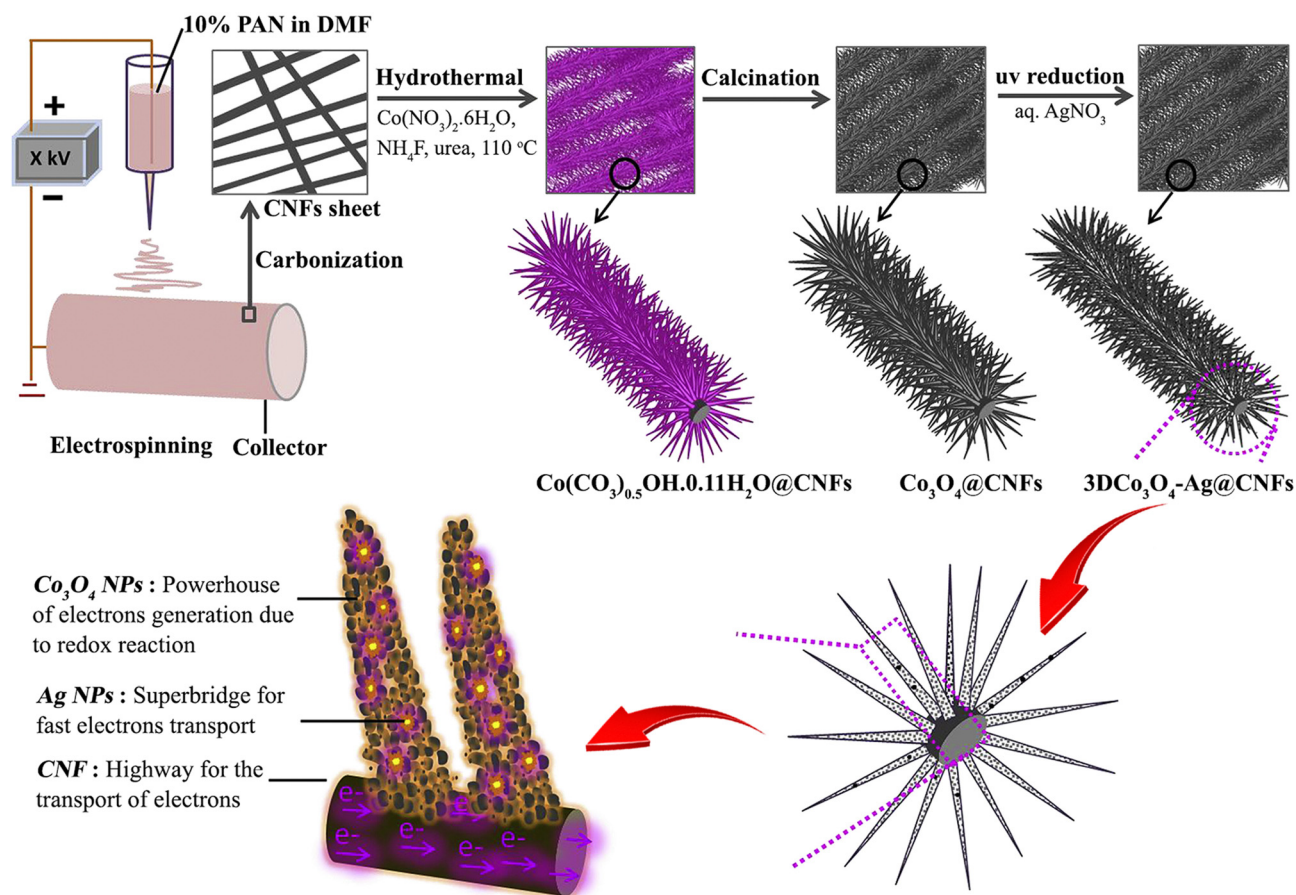 10% PAN in DMF
+
X kV
−
CNFs sheet
Carbonization
Electrospinning
Collector
Hydrothermal
Co(NO₃)₂.6H₂O,
NH₄F, urea, 110 °C
Calcination
uv reduction
aq. AgNO₃
Co(CO₃)₀.₅OH.0.11H₂O@CNFs
Co₃O₄@CNFs
3DCo₃O₄-Ag@CNFs
Co₃O₄ NPs : Powerhouse
of electrons generation due
to redox reaction
Ag NPs : Superbridge for
fast electrons transport
CNF : Highway for the
transport of electrons
e-
e-
e-
e-
e-
e-